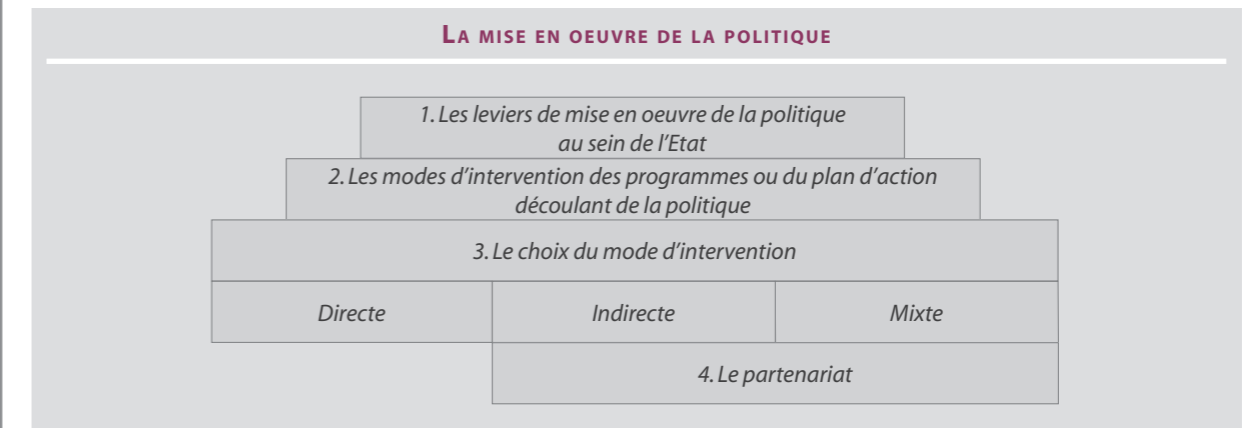 LA MISE EN OEUVRE DE LA POLITIQUE
1. Les leviers de mise en oeuvre de la politique
au sein de l'Etat
2. Les modes d'intervention des programmes ou du plan d'action
découlant de la politique
3. Le choix du mode d'intervention
Directe
Indirecte
Mixte
4. Le partenariat